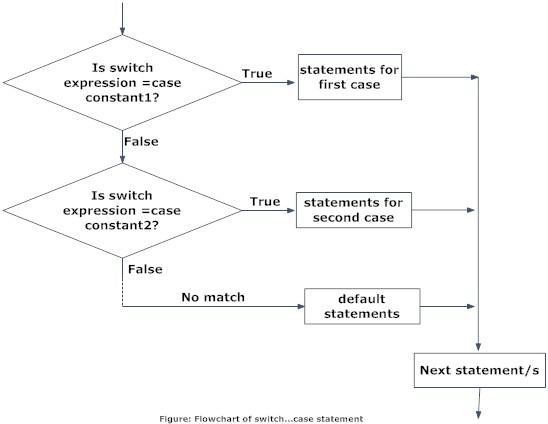 Is switch
expression =case
constant1?
True
statements for
first case
False
Is switch
expression =case
constant2?
True
statements for
second case
False
No match
default
statements
Next statement/s
Figure: Flowchart of switch...case statement